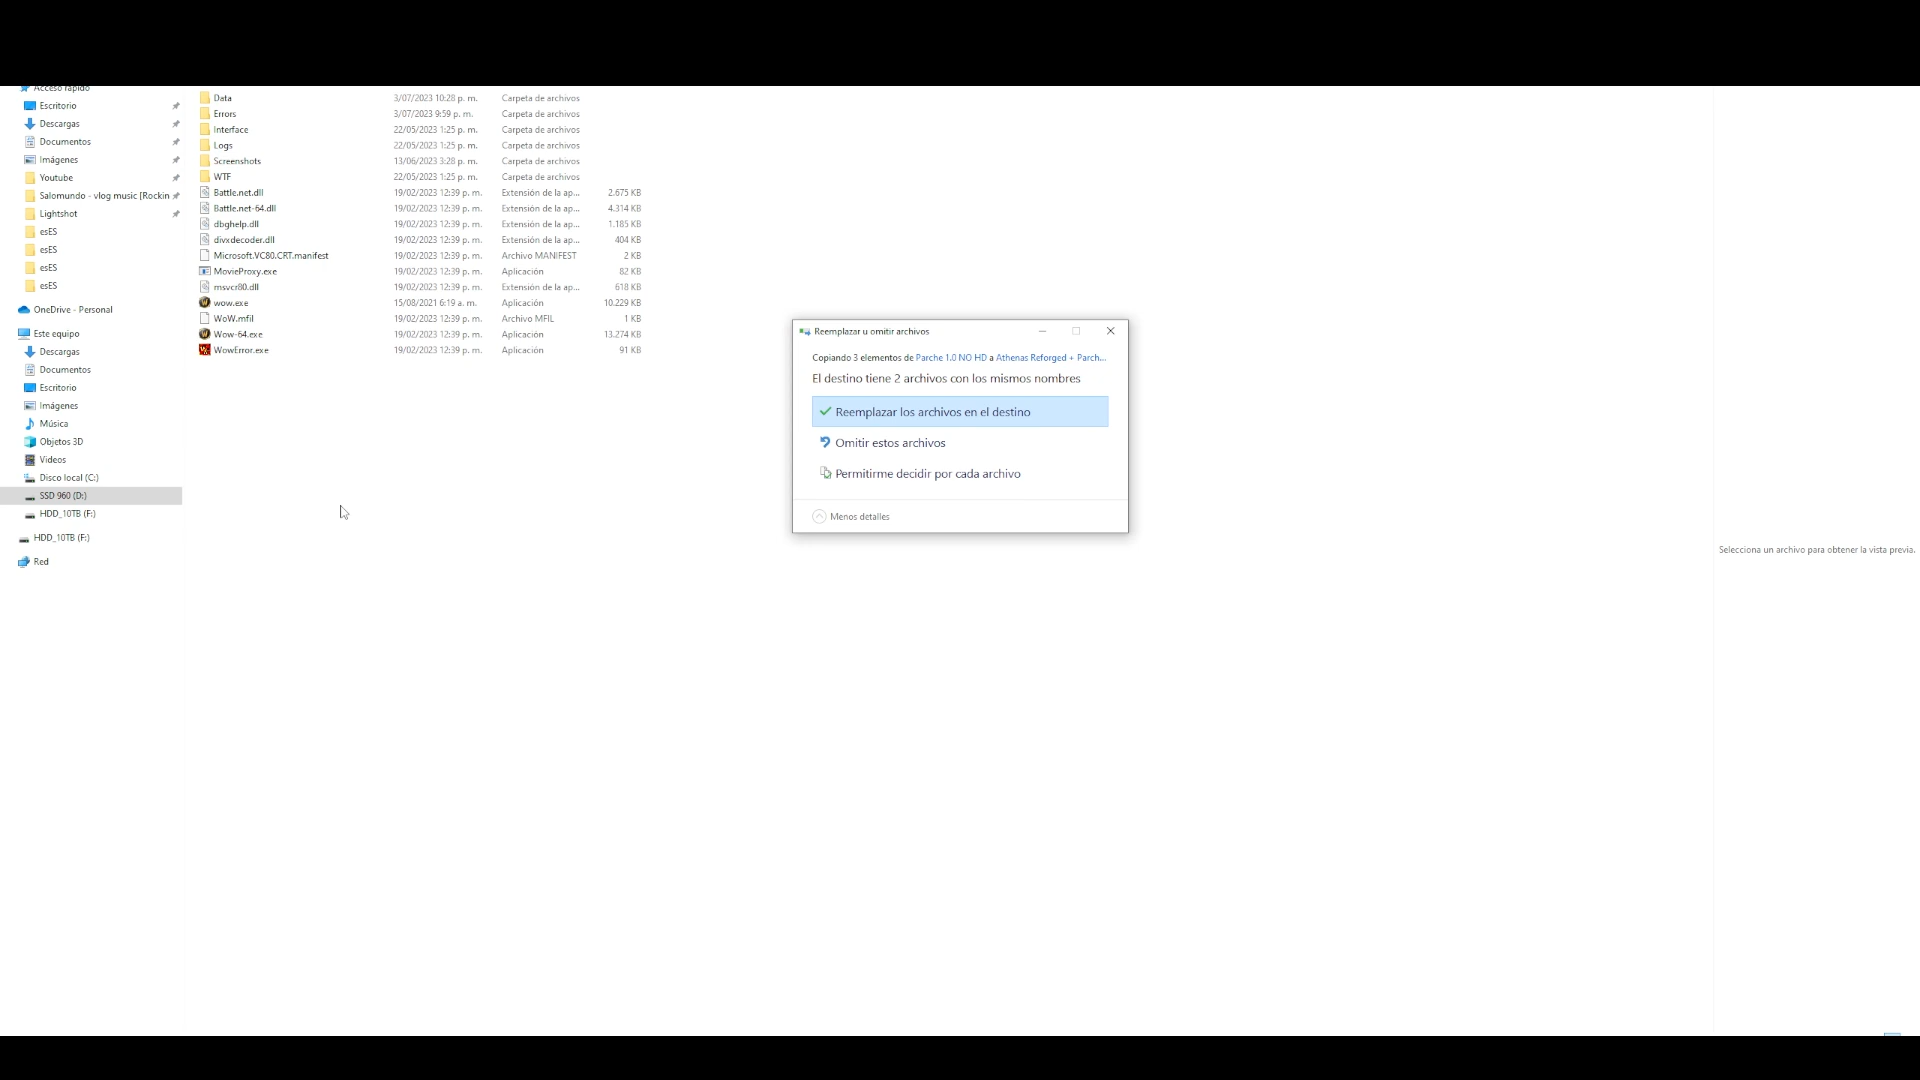 Acceso rápido
Escritorio
Descargas
Documentos
Imágenes
Youtube
Salomundo - vlog music [Rockin
Lightshot
esES
esES
esES
esES
OneDrive - Personal
Este equipo
Descargas
Documentos
Escritorio
Imágenes
Música
Objetos 3D
Videos
Disco local (C:)
SSD 960 (D:)
HDD_10TB (F:)
HDD_10TB (F:)
Red
Data 3/07/2023 10:28 p. m. Carpeta de archivos
Errors 3/07/2023 9:59 p. m. Carpeta de archivos
Interface 22/05/2023 1:25 p. m. Carpeta de archivos
Logs 22/05/2023 1:25 p. m. Carpeta de archivos
Screenshots 13/06/2023 3:28 p. m. Carpeta de archivos
WTF 22/05/2023 1:25 p. m. Carpeta de archivos
Battle.net.dll 19/02/2023 12:39 p. m. Extensión de la ap... 2.675 KB
Battle.net-64.dll 19/02/2023 12:39 p. m. Extensión de la ap... 4.314 KB
dbghelp.dll 19/02/2023 12:39 p. m. Extensión de la ap... 1.185 KB
divxdecoder.dll 19/02/2023 12:39 p. m. Extensión de la ap... 404 KB
Microsoft.VC80.CRT.manifest 19/02/2023 12:39 p. m. Archivo MANIFEST 2 KB
MovieProxy.exe 19/02/2023 12:39 p. m. Aplicación 82 KB
msvcr80.dll 19/02/2023 12:39 p. m. Extensión de la ap... 618 KB
wow.exe 15/08/2021 6:19 a. m. Aplicación 10.229 KB
WoW.mfil 19/02/2023 12:39 p. m. Archivo MFIL 1 KB
Wow-64.exe 19/02/2023 12:39 p. m. Aplicación 13.274 KB
WowError.exe 19/02/2023 12:39 p. m. Aplicación 91 KB
Reemplazar u omitir archivos
Copiando 3 elementos de Parche 1.0 NO HD a Athenas Reforged + Parch...
El destino tiene 2 archivos con los mismos nombres
Reemplazar los archivos en el destino
Omitir estos archivos
Permitirme decidir por cada archivo
Menos detalles
Selecciona un archivo para obtener la vista previa.